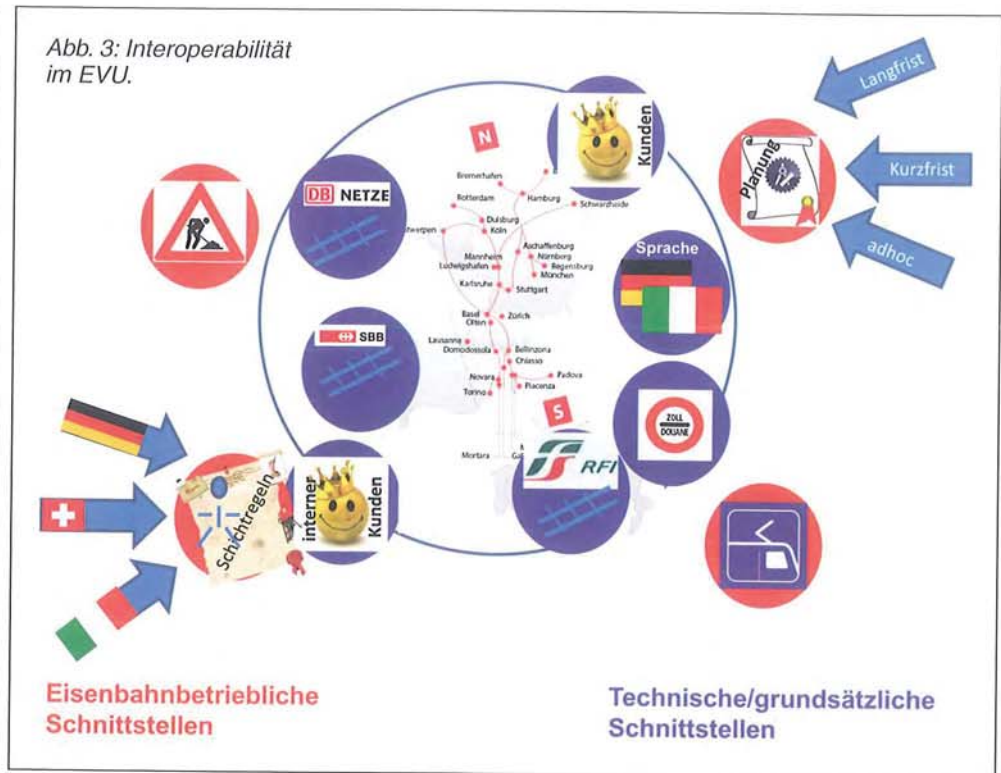 Abb. 3: Interoperabilität
im EVU.
Langfrist
Kurzfrist
adhoc
Planung
Kunden
N
DB NETZE
Bremerhafen
Hamburg
Rotterdam
Schwarzheide
Duisburg
twerpen
Köln
Aschaffenburg
Mannheim
Nürnberg
Ludwigshafen
Regensburg
München
Karlsruhe
Stuttgart
Sprache
Basel
Zürich
Olten
SBB
Lausanne
Bellinzona
Domodossola
Chiasso
Novara
Padova
Torino
Piacenza
S
ZOLL
DOUANE
Mortara
RFI
Schichtregeln
interner
Kunden
Eisenbahnbetriebliche
Schnittstellen
Technische/grundsätzliche
Schnittstellen